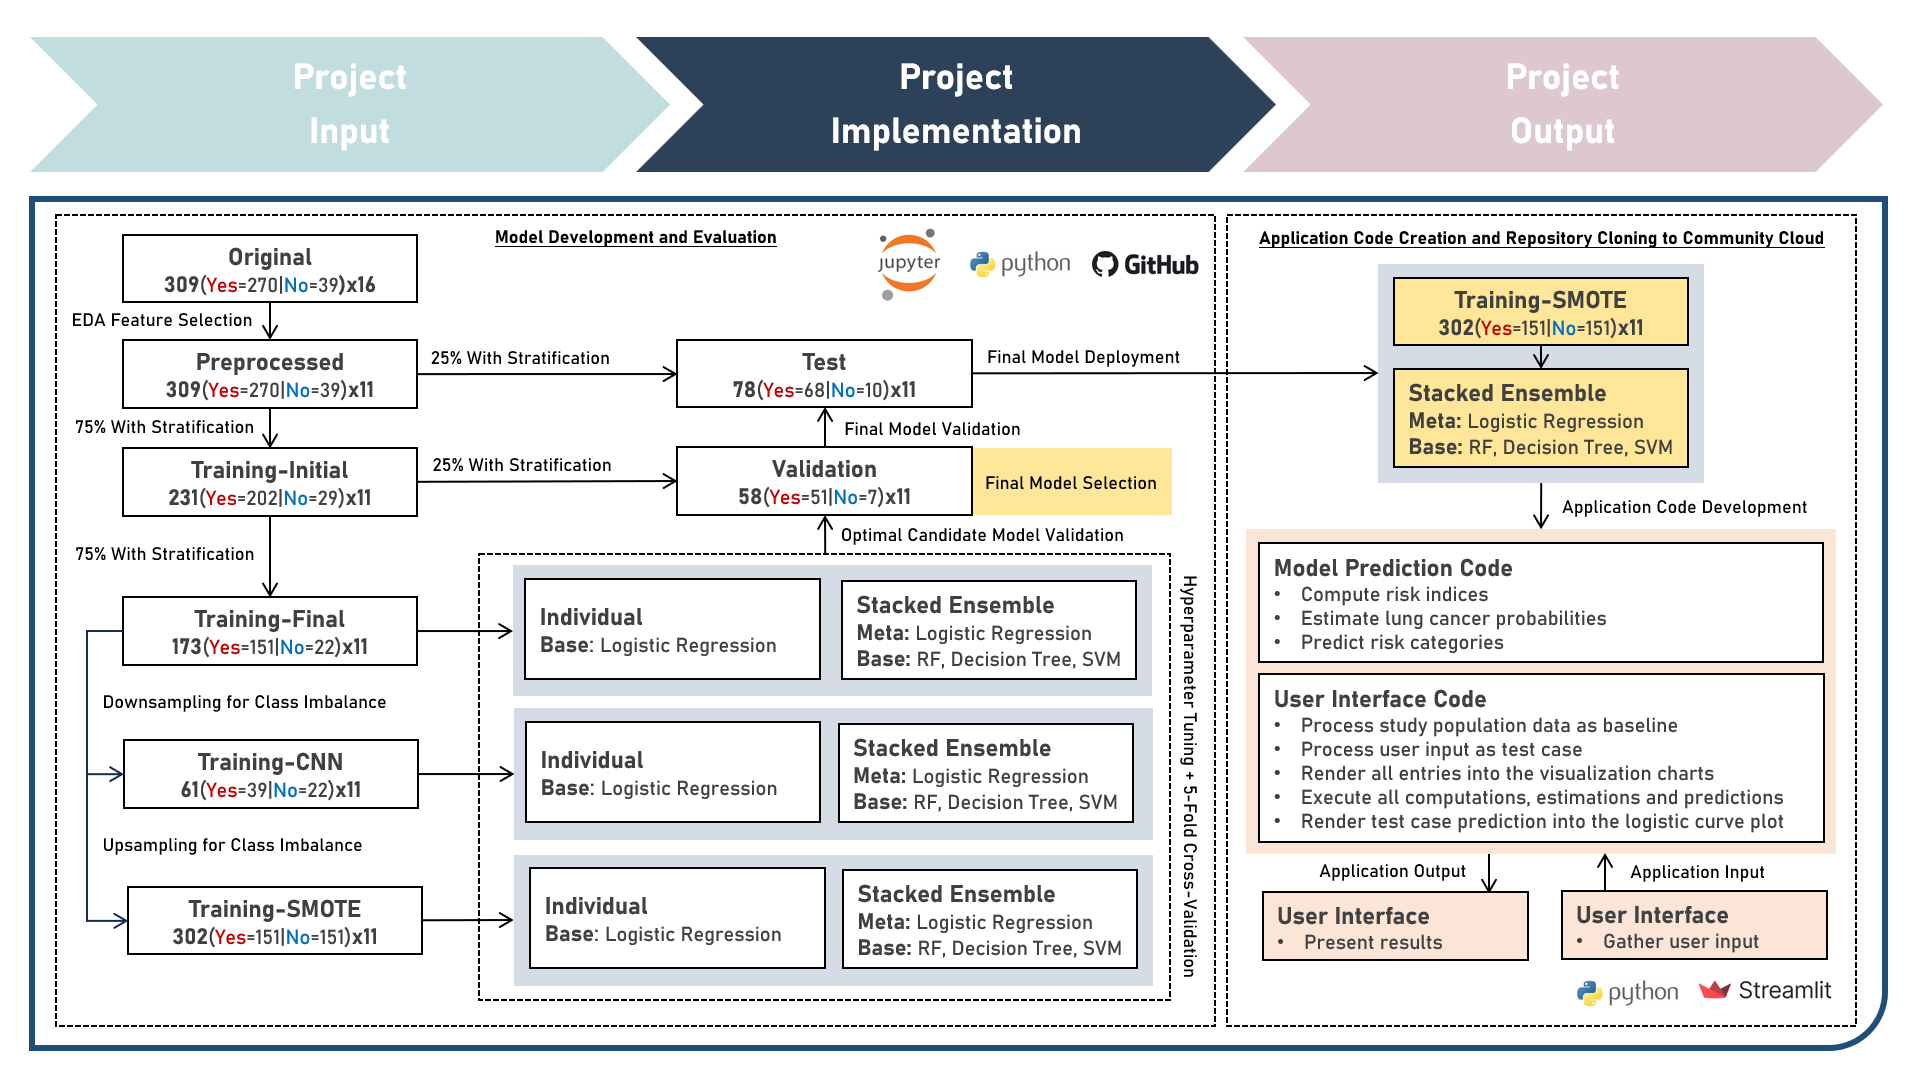 Project
Input
Project
Implementation
Project
Output
Model Development and Evaluation
jupyter
python
GitHub
Original
309(Yes=270|No=39)x16
EDA Feature Selection
Preprocessed
309(Yes=270|No=39)x11
25% With Stratification
Test
78(Yes=68|No=10)x11
Final Model Deployment
75% With Stratification
Final Model Validation
Training-Initial
231(Yes=202|No=29)x11
25% With Stratification
Validation
58(Yes=51|No=7)x11
Final Model Selection
75% With Stratification
Optimal Candidate Model Validation
Training-Final
173(Yes=151|No=22)x11
Individual
Base: Logistic Regression
Stacked Ensemble
Meta: Logistic Regression
Base: RF, Decision Tree, SVM
Downsampling for Class Imbalance
Training-CNN
61(Yes=39|No=22)x11
Individual
Base: Logistic Regression
Stacked Ensemble
Meta: Logistic Regression
Base: RF, Decision Tree, SVM
Upsampling for Class Imbalance
Training-SMOTE
302(Yes=151|No=151)x11
Individual
Base: Logistic Regression
Stacked Ensemble
Meta: Logistic Regression
Base: RF, Decision Tree, SVM
Hyperparameter Tuning + 5-Fold Cross-Validation
Application Code Creation and Repository Cloning to Community Cloud
Training-SMOTE
302(Yes=151|No=151)x11
Stacked Ensemble
Meta: Logistic Regression
Base: RF, Decision Tree, SVM
Application Code Development
Model Prediction Code
• Compute risk indices
• Estimate lung cancer probabilities
• Predict risk categories
User Interface Code
• Process study population data as baseline
• Process user input as test case
• Render all entries into the visualization charts
• Execute all computations, estimations and predictions
• Render test case prediction into the logistic curve plot
Application Output
Application Input
User Interface
• Present results
User Interface
• Gather user input
python
Streamlit